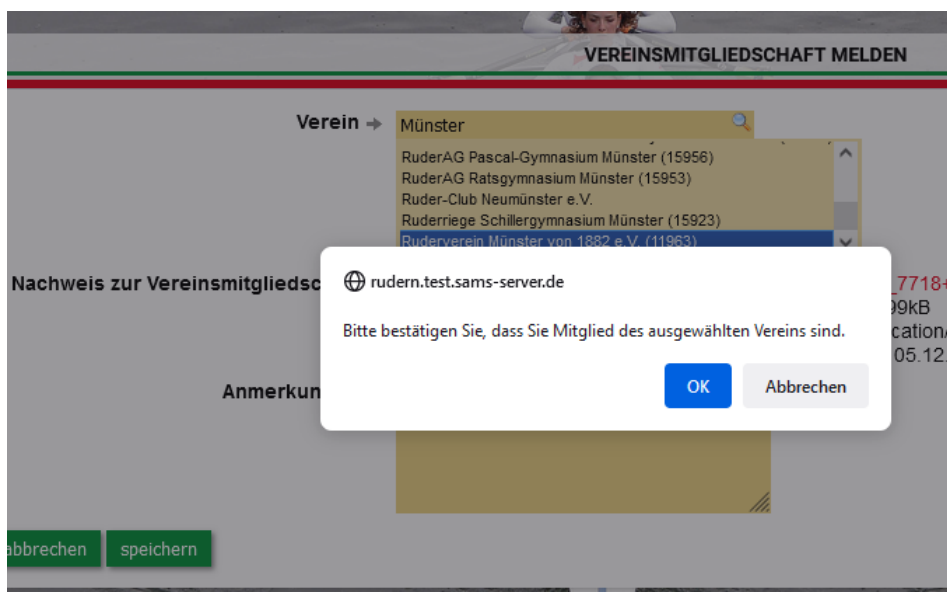 VEREINSMITGLIEDSCHAFT MELDEN
Verein
Münster
RuderAG Pascal-Gymnasium Münster (15956)
RuderAG Ratsgymnasium Münster (15953)
Ruder-Club Neumünster e.V.
Ruderriege Schillergymnasium Münster (15923)
Ruderverein Münster von 1882 e.V. (11963)
Nachweis zur Vereinsmitgliedsc
_7718+
99kB
cation/
05.12.
rudern.test.sams-server.de
Bitte bestätigen Sie, dass Sie Mitglied des ausgewählten Vereins sind.
OK Abbrechen
Anmerkun
abbrechen speichern